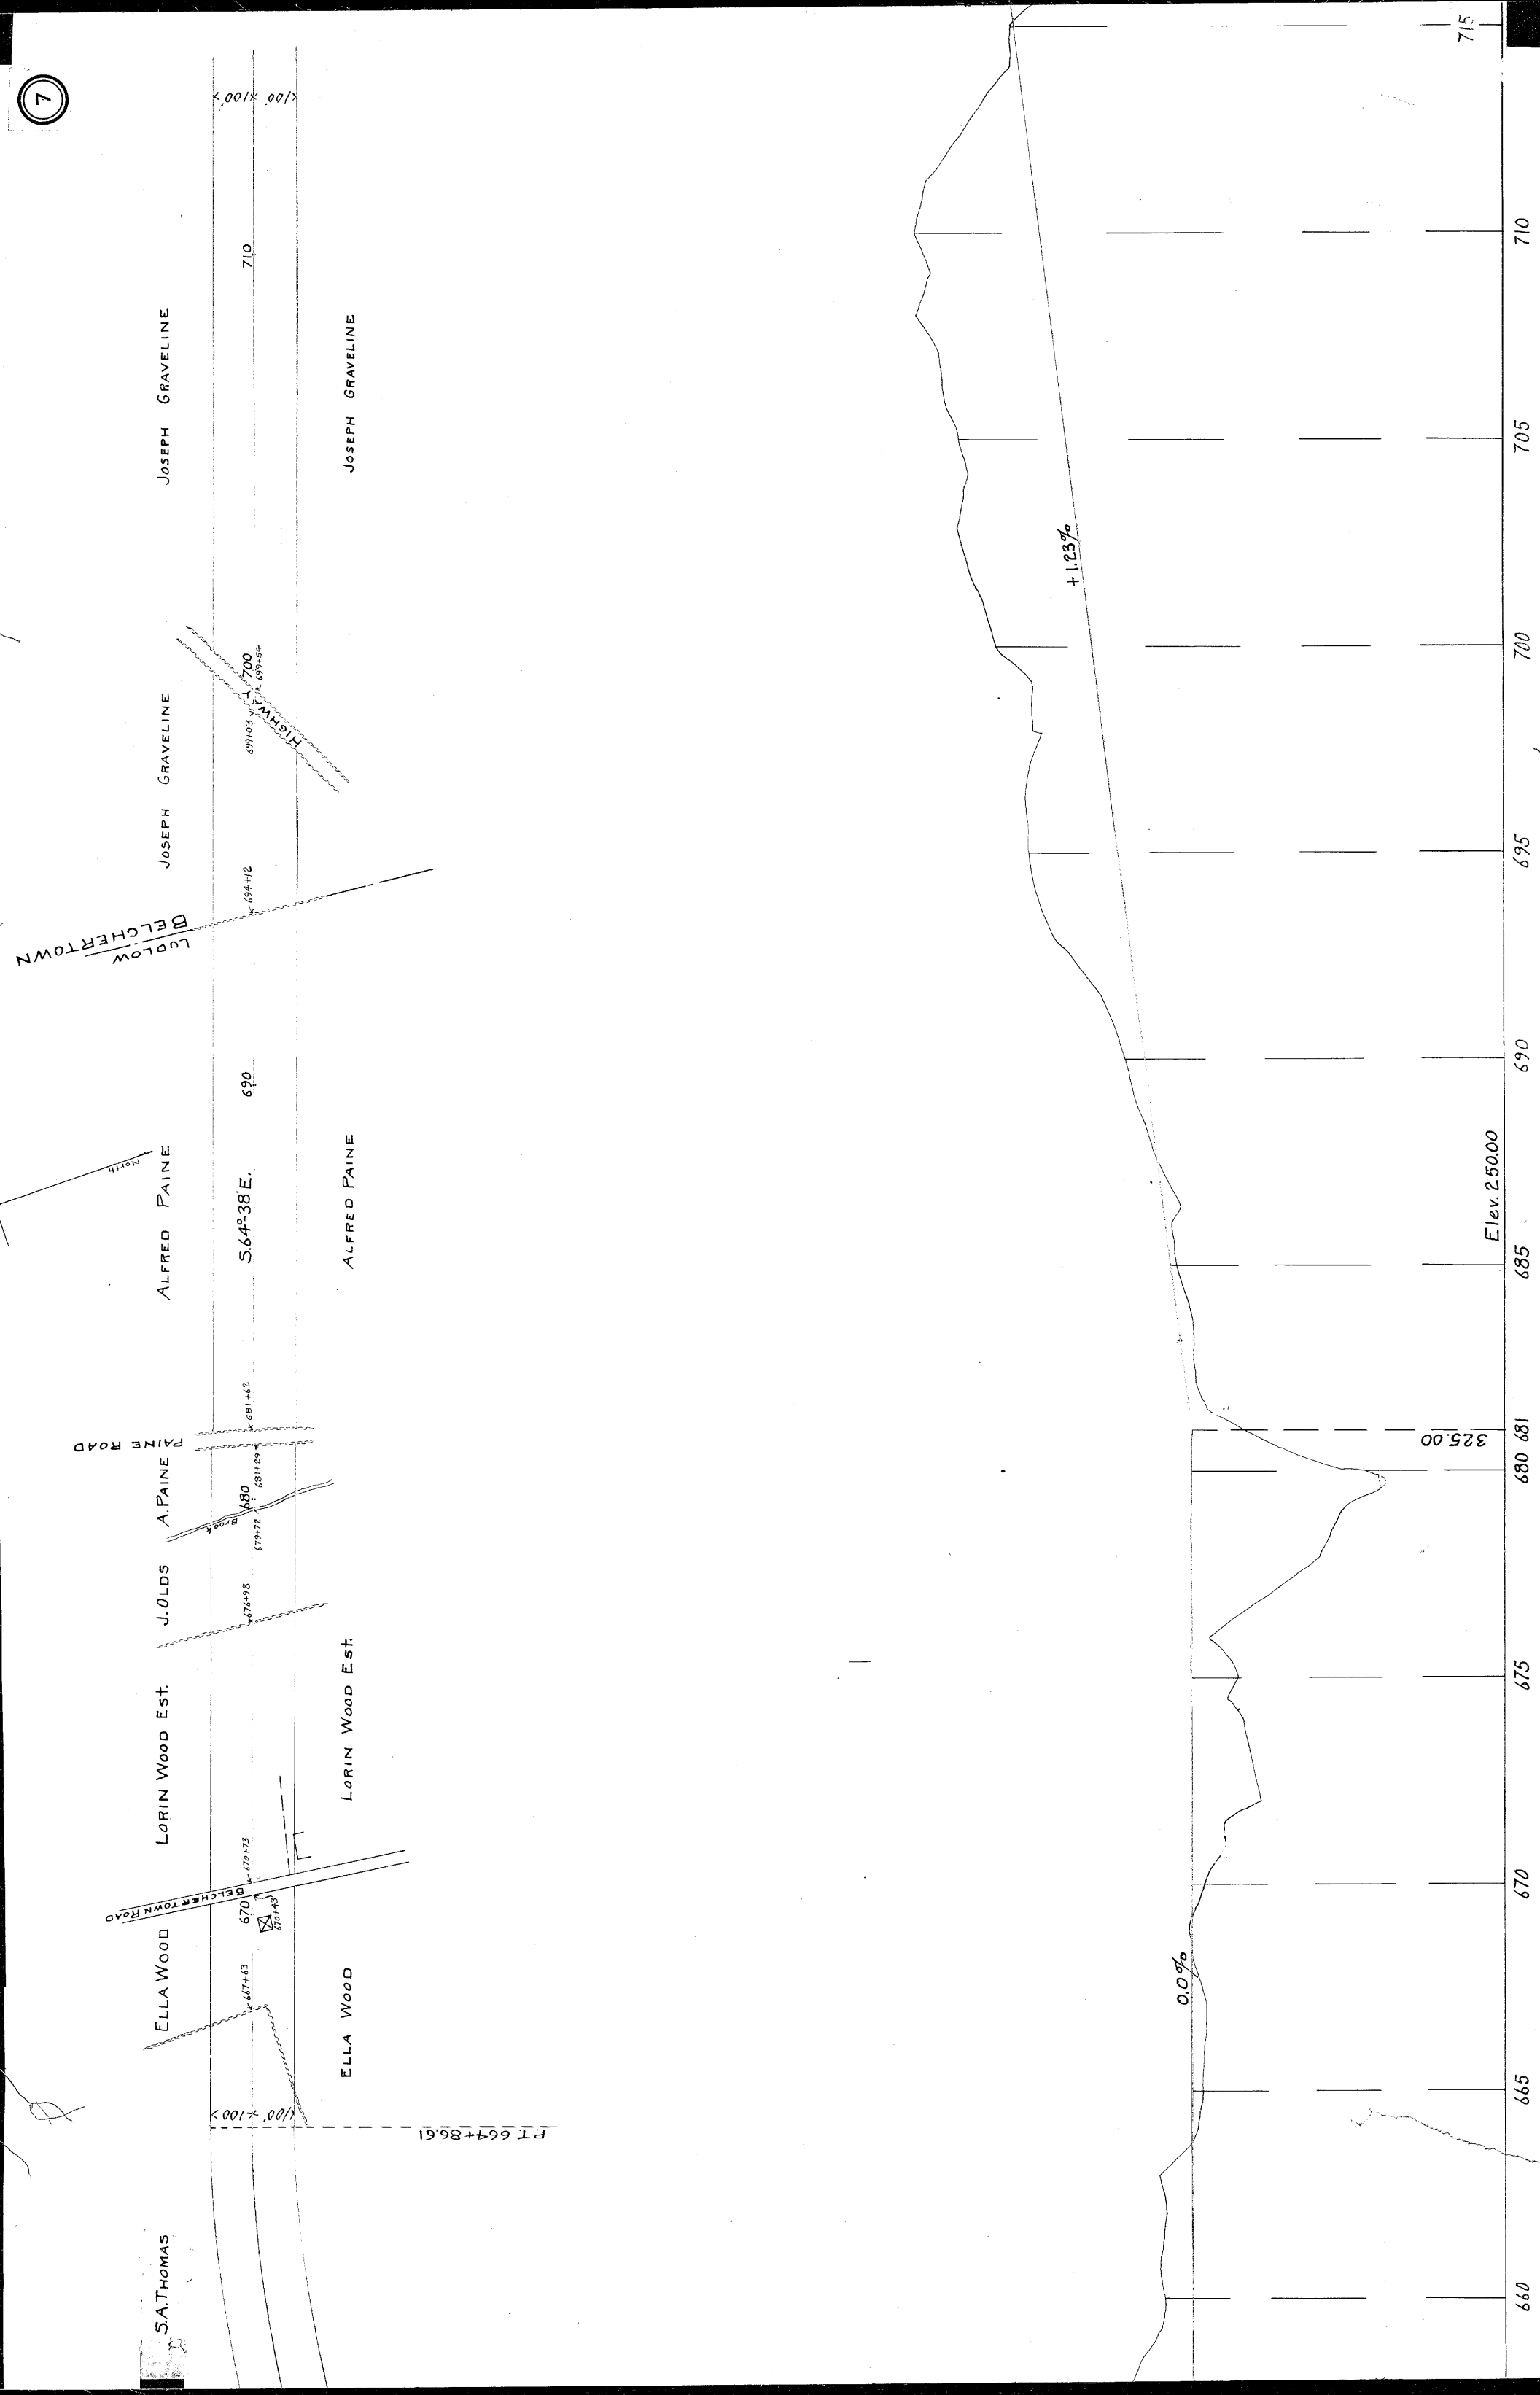 7
S.A. THOMAS
ELLA WOOD
LORIN WOOD Est.
J. OLDS
A. PAINE
PAINE ROAD
ALFRED PAINE
North
LUDLOW
BELCHERTOWN
JOSEPH GRAVELINE
JOSEPH GRAVELINE
BELCHERTOWN ROAD
<100'>
<100'>
667+63
670
670+43
670+73
676+98
Brook
679+72
680
681+29
681+62
S.64°-38'E.
690
694+12
699+03
HIGHWAY
700
699+54
710
<100'>
<100'>
P.T. 664+86.61
ELLA WOOD
LORIN WOOD Est.
ALFRED PAINE
JOSEPH GRAVELINE
0.0%
+1.23%
325.00
Elev. 250.00
660
665
670
675
680
681
685
690
695
700
705
710
715